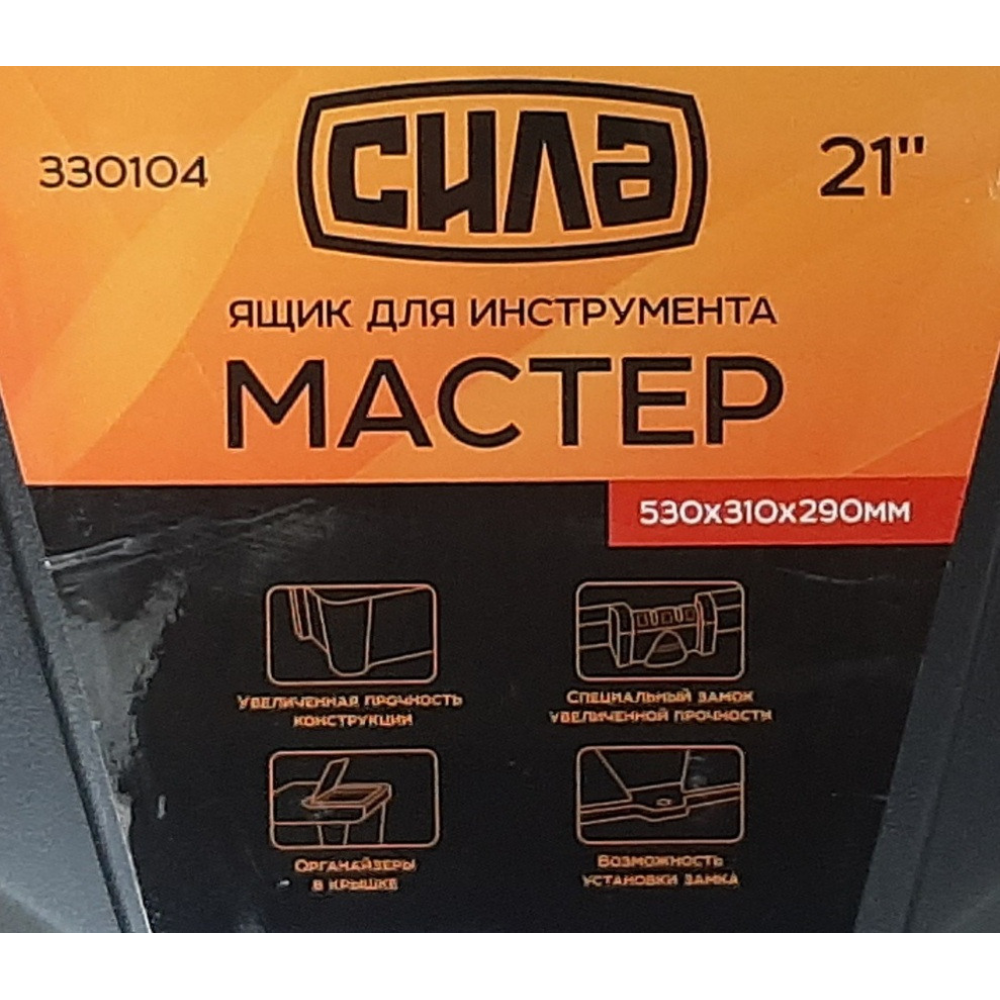 330104
СИЛА
21"
ЯЩИК ДЛЯ ИНСТРУМЕНТА
МАСТЕР
530х310х290мм
Увеличенная прочность
конструкции
Специальный замок
увеличенной прочности
Органайзеры
в крышке
Возможность
установки замка